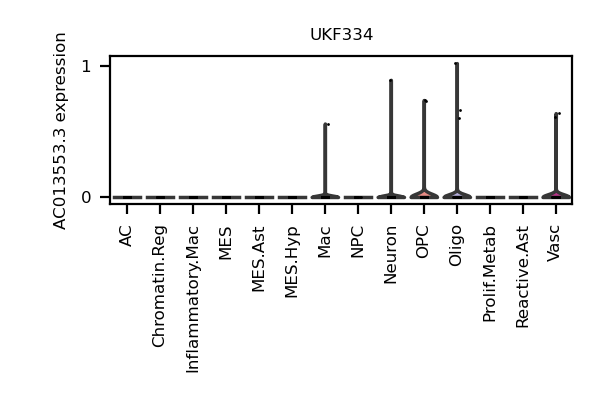 UKF334
AC013553.3 expression
1
0
AC
Chromatin.Reg
Inflammatory.Mac
MES
MES.Ast
MES.Hyp
Mac
NPC
Neuron
OPC
Oligo
Prolif.Metab
Reactive.Ast
Vasc